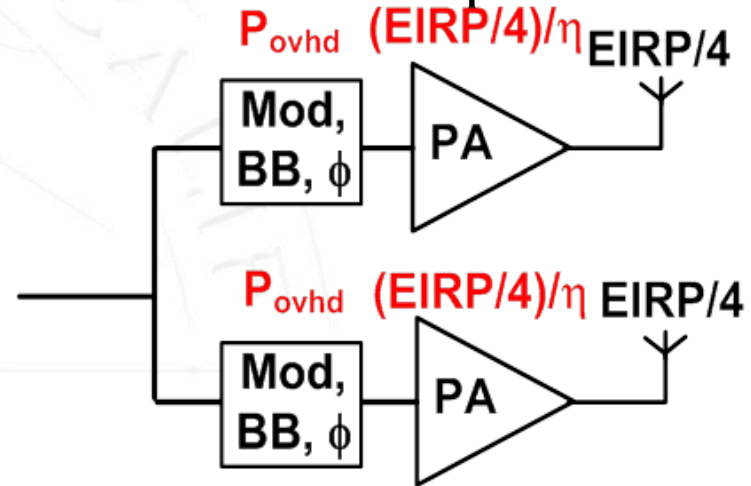 P_ovhd (EIRP/4)/η EIRP/4
Mod,
BB, ϕ
PA
P_ovhd (EIRP/4)/η EIRP/4
Mod,
BB, ϕ
PA